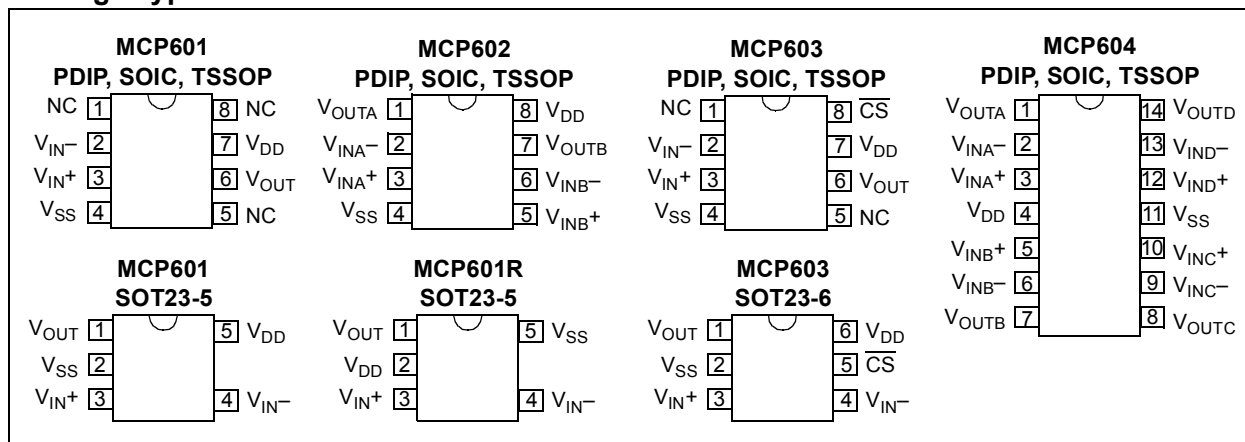 MCP601
PDIP, SOIC, TSSOP
NC 1 8 NC
VIN– 2 7 VDD
VIN+ 3 6 VOUT
VSS 4 5 NC
MCP602
PDIP, SOIC, TSSOP
VOUTA 1 8 VDD
VINA– 2 7 VOUTB
VINA+ 3 6 VINB–
VSS 4 5 VINB+
MCP603
PDIP, SOIC, TSSOP
NC 1 8 C̅S̅
VIN– 2 7 VDD
VIN+ 3 6 VOUT
VSS 4 5 NC
MCP604
PDIP, SOIC, TSSOP
VOUTA 1 14 VOUTD
VINA– 2 13 VIND–
VINA+ 3 12 VIND+
VDD 4 11 VSS
VINB+ 5 10 VINC+
VINB– 6 9 VINC–
VOUTB 7 8 VOUTC
MCP601
SOT23-5
VOUT 1 5 VDD
VSS 2
VIN+ 3 4 VIN–
MCP601R
SOT23-5
VOUT 1 5 VSS
VDD 2
VIN+ 3 4 VIN–
MCP603
SOT23-6
VOUT 1 6 VDD
VSS 2 5 C̅S̅
VIN+ 3 4 VIN–